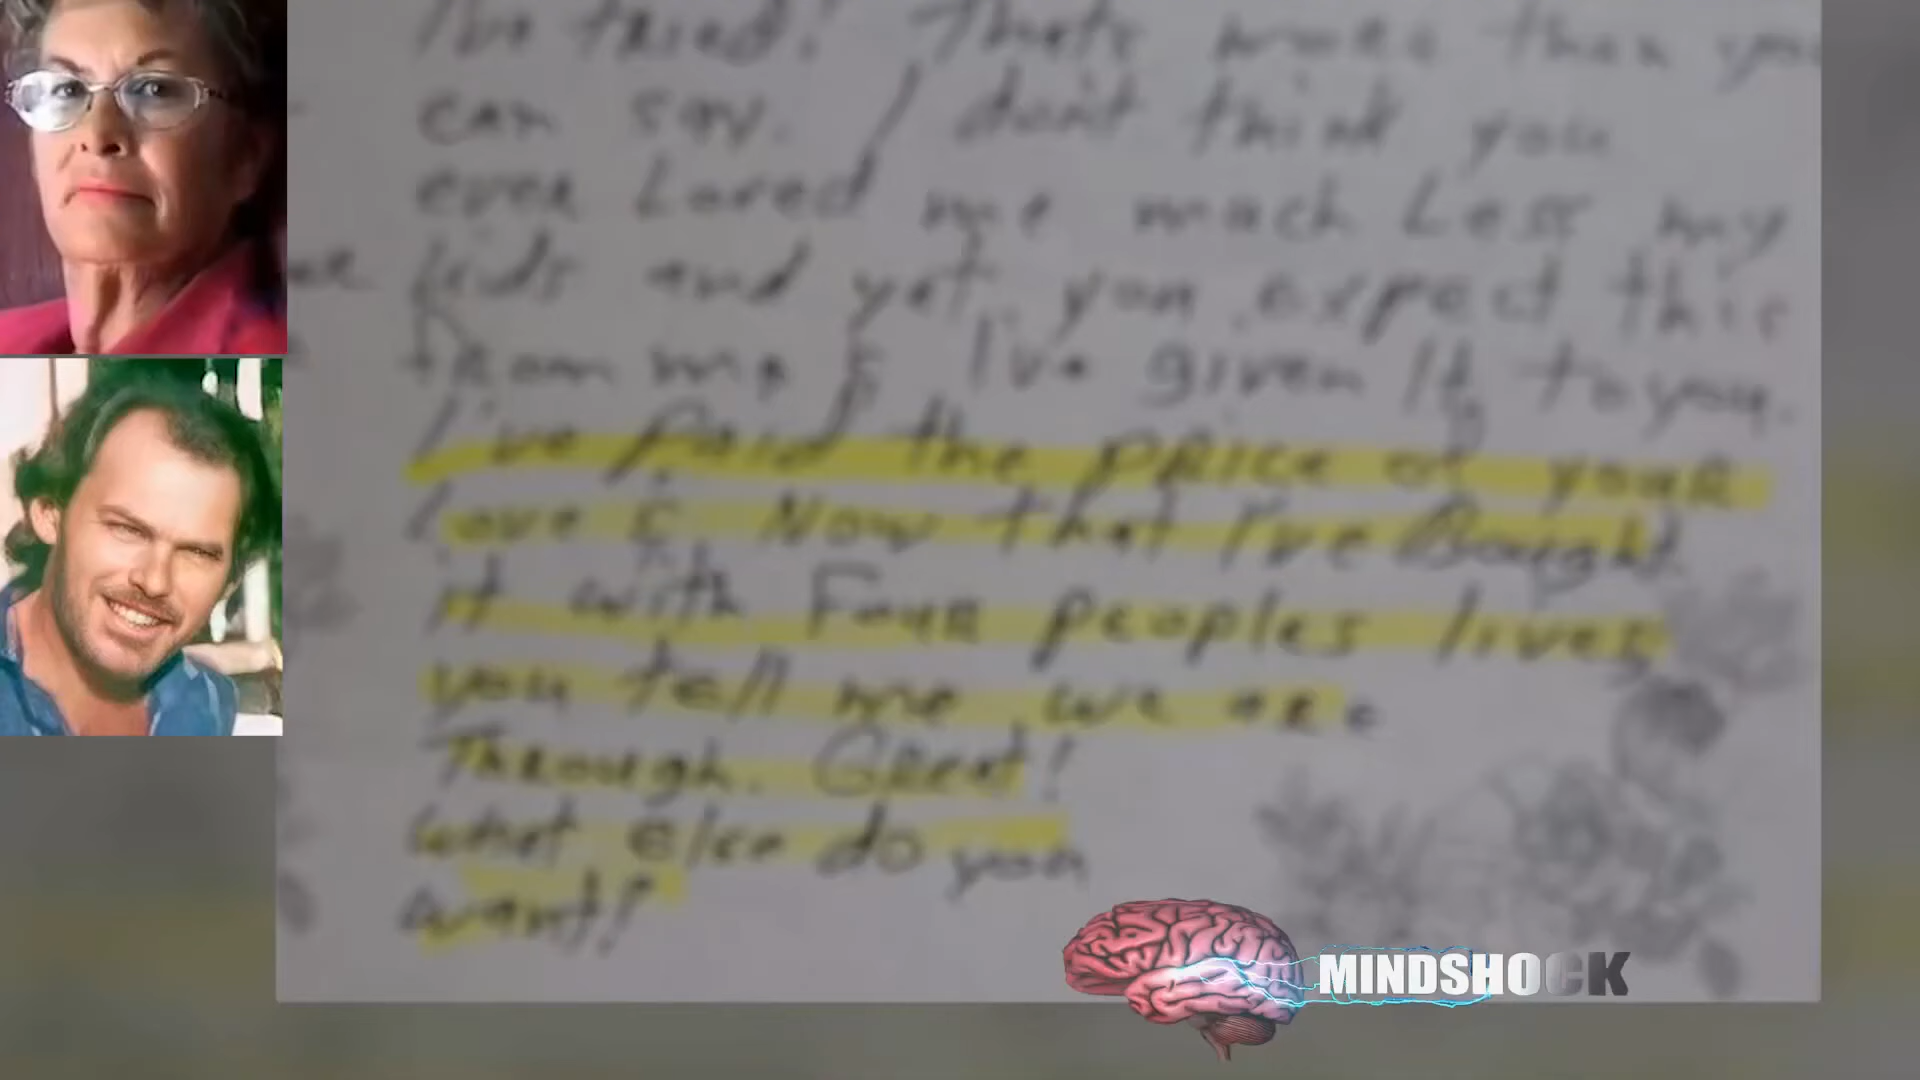 I've tried! Thats more than you
can say. I don't think you
ever Loved me much Less my
kids and yet you expect this
from me & I've given It to you.
I've paid the price of your
Love & Now that I've Bought
it with Four peoples lives
you tell me we are
Through. Great!
what else do you
want!
MINDSHOCK